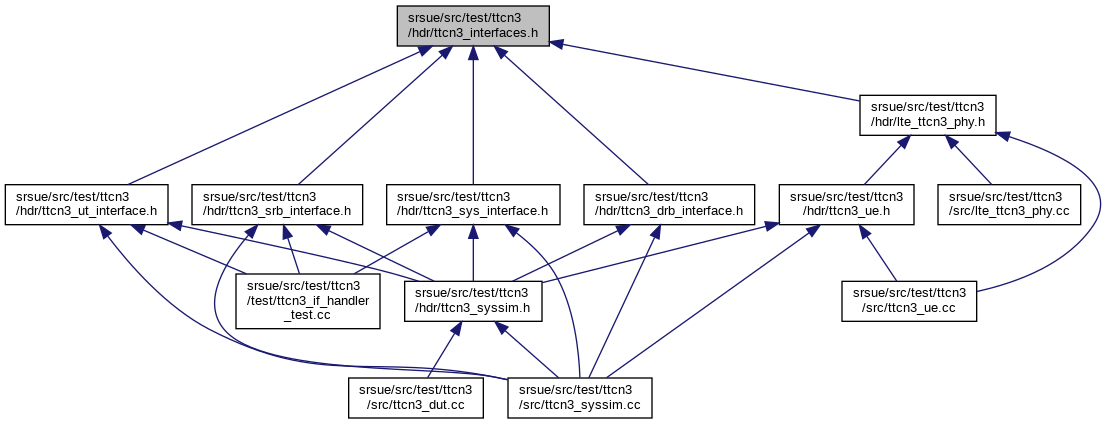 srsue/src/test/ttcn3
/hdr/ttcn3_interfaces.h
srsue/src/test/ttcn3
/hdr/lte_ttcn3_phy.h
srsue/src/test/ttcn3
/hdr/ttcn3_ut_interface.h
srsue/src/test/ttcn3
/hdr/ttcn3_srb_interface.h
srsue/src/test/ttcn3
/hdr/ttcn3_sys_interface.h
srsue/src/test/ttcn3
/hdr/ttcn3_drb_interface.h
srsue/src/test/ttcn3
/hdr/ttcn3_ue.h
srsue/src/test/ttcn3
/src/lte_ttcn3_phy.cc
srsue/src/test/ttcn3
/test/ttcn3_if_handler
_test.cc
srsue/src/test/ttcn3
/hdr/ttcn3_syssim.h
srsue/src/test/ttcn3
/src/ttcn3_ue.cc
srsue/src/test/ttcn3
/src/ttcn3_dut.cc
srsue/src/test/ttcn3
/src/ttcn3_syssim.cc